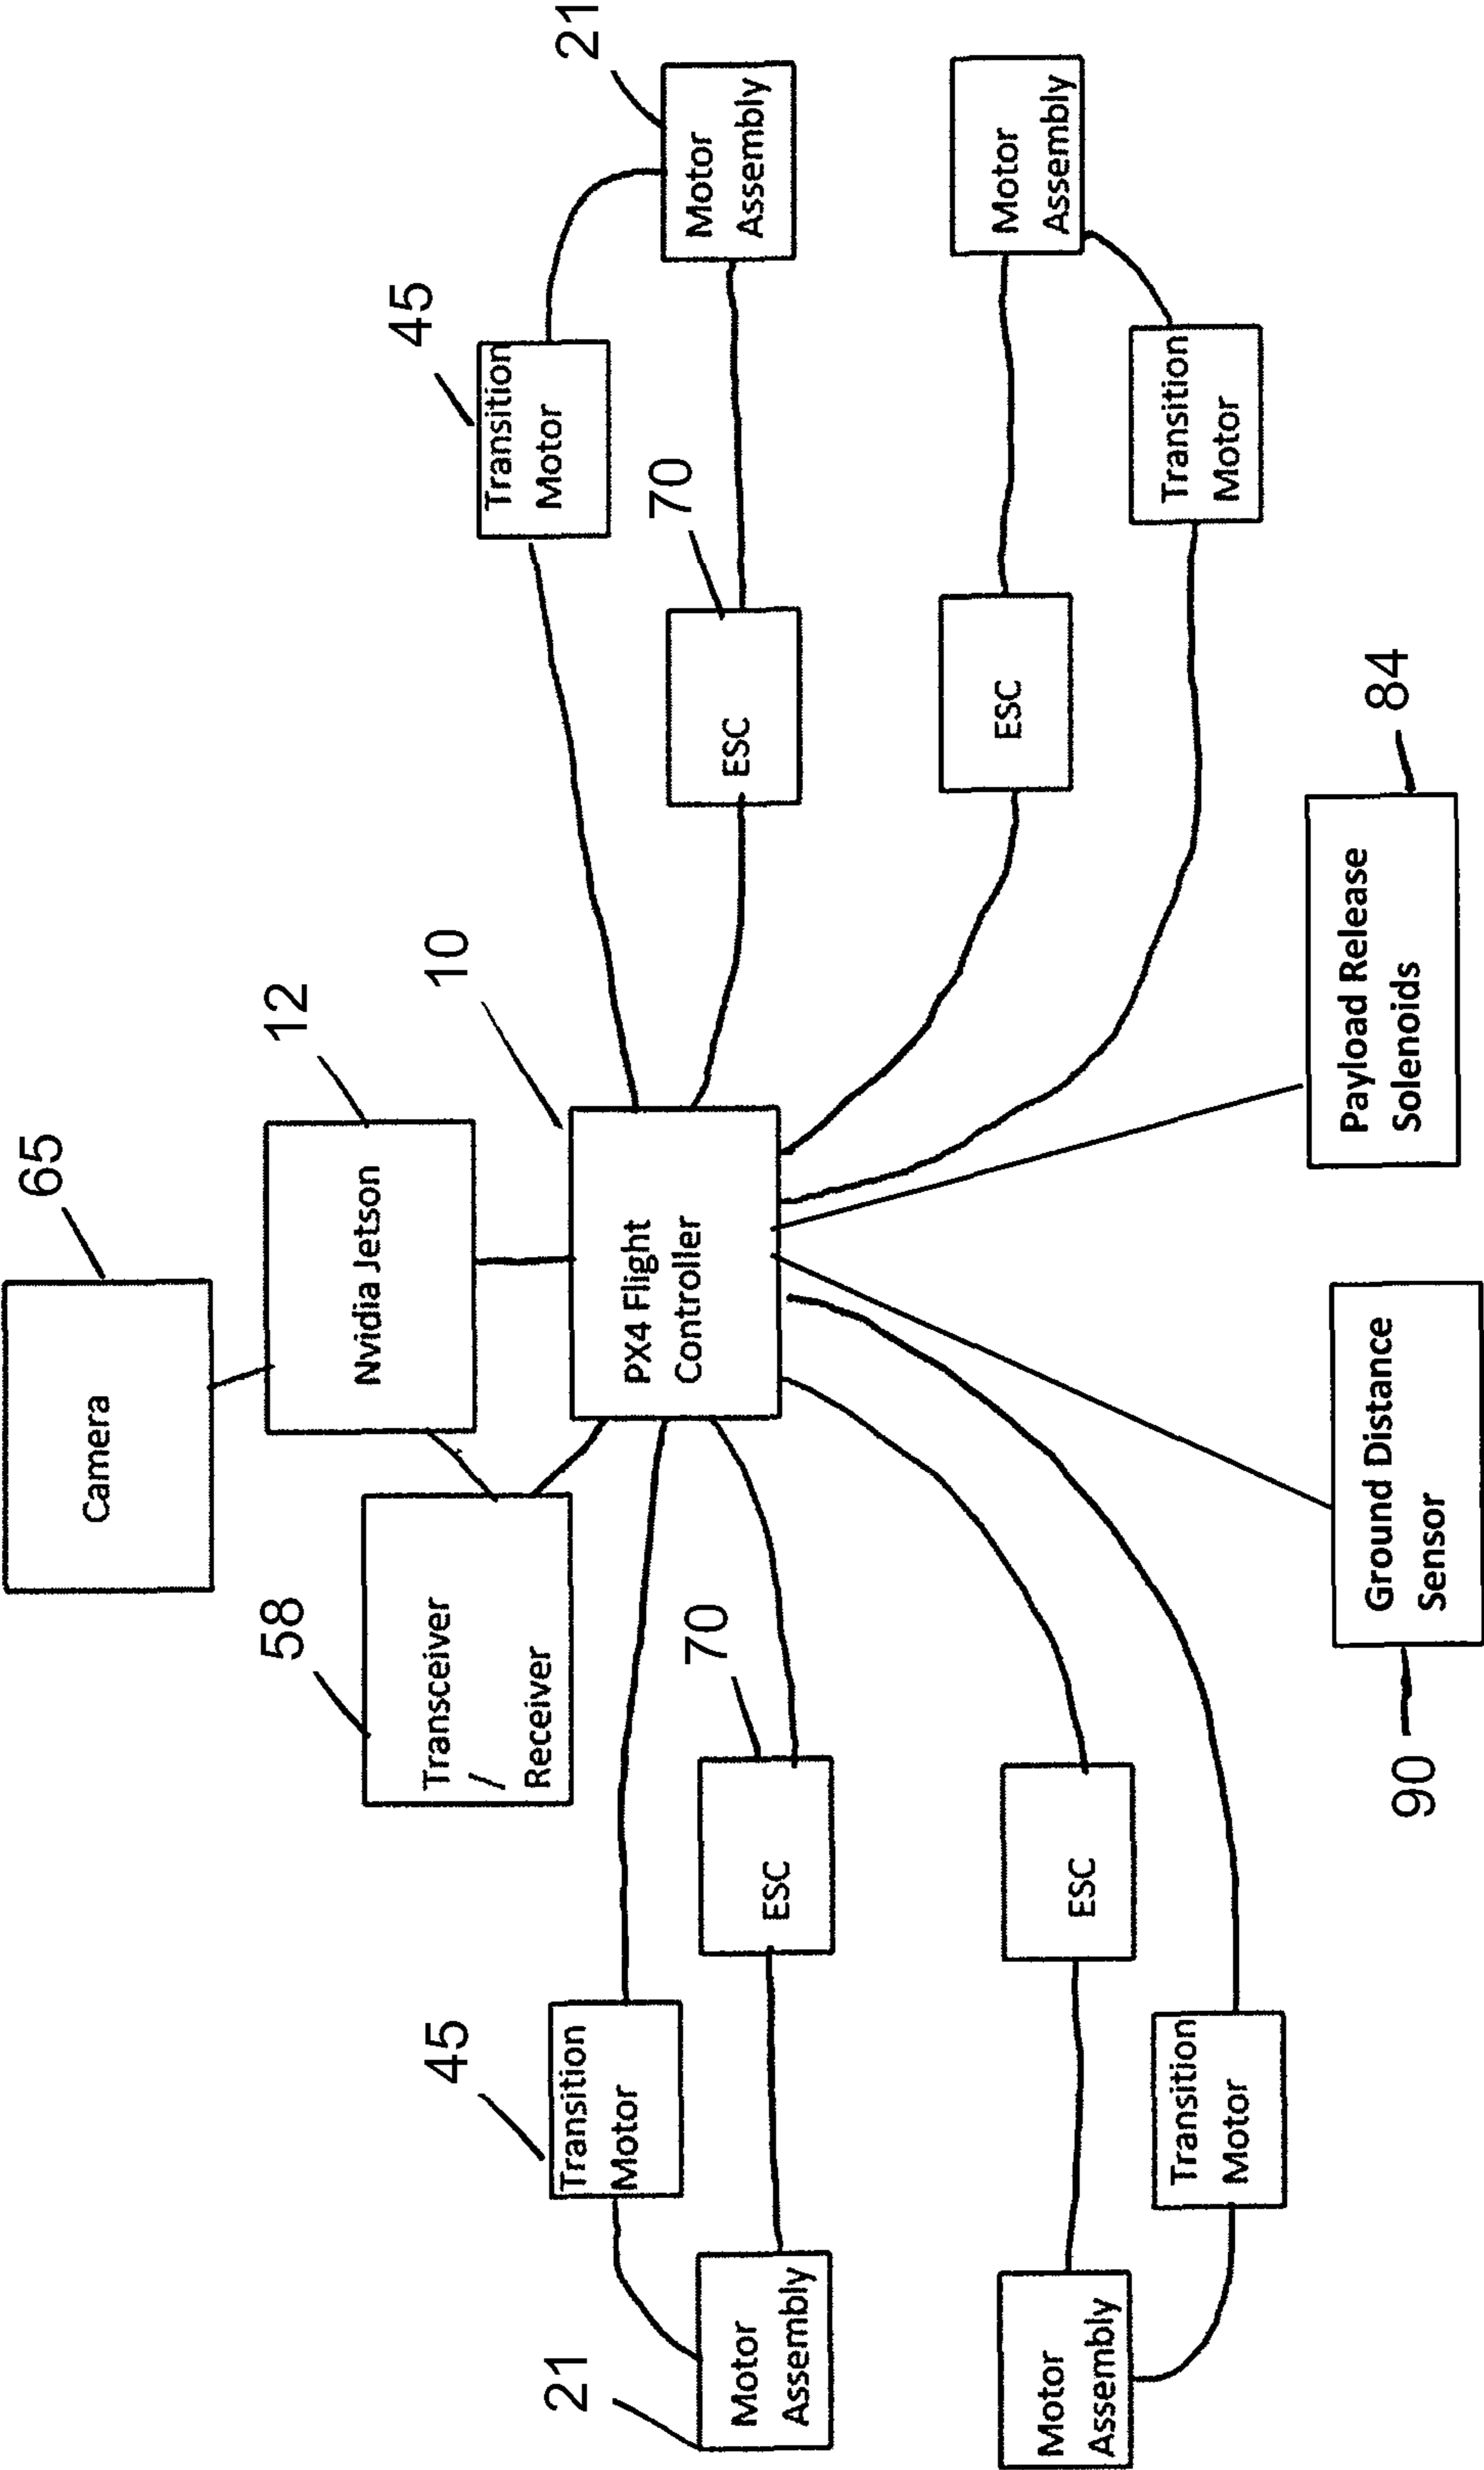 65
Camera
12
Nvidia Jetson
58
Transceiver
/
Receiver
10
PX4 Flight
Controller
45
Transition
Motor
45
Transition
Motor
21
Motor
Assembly
70
ESC
70
ESC
21
Motor
Assembly
Motor
Assembly
ESC
ESC
Motor
Assembly
Transition
Motor
Transition
Motor
90
Ground Distance
Sensor
Payload Release
Solenoids
84